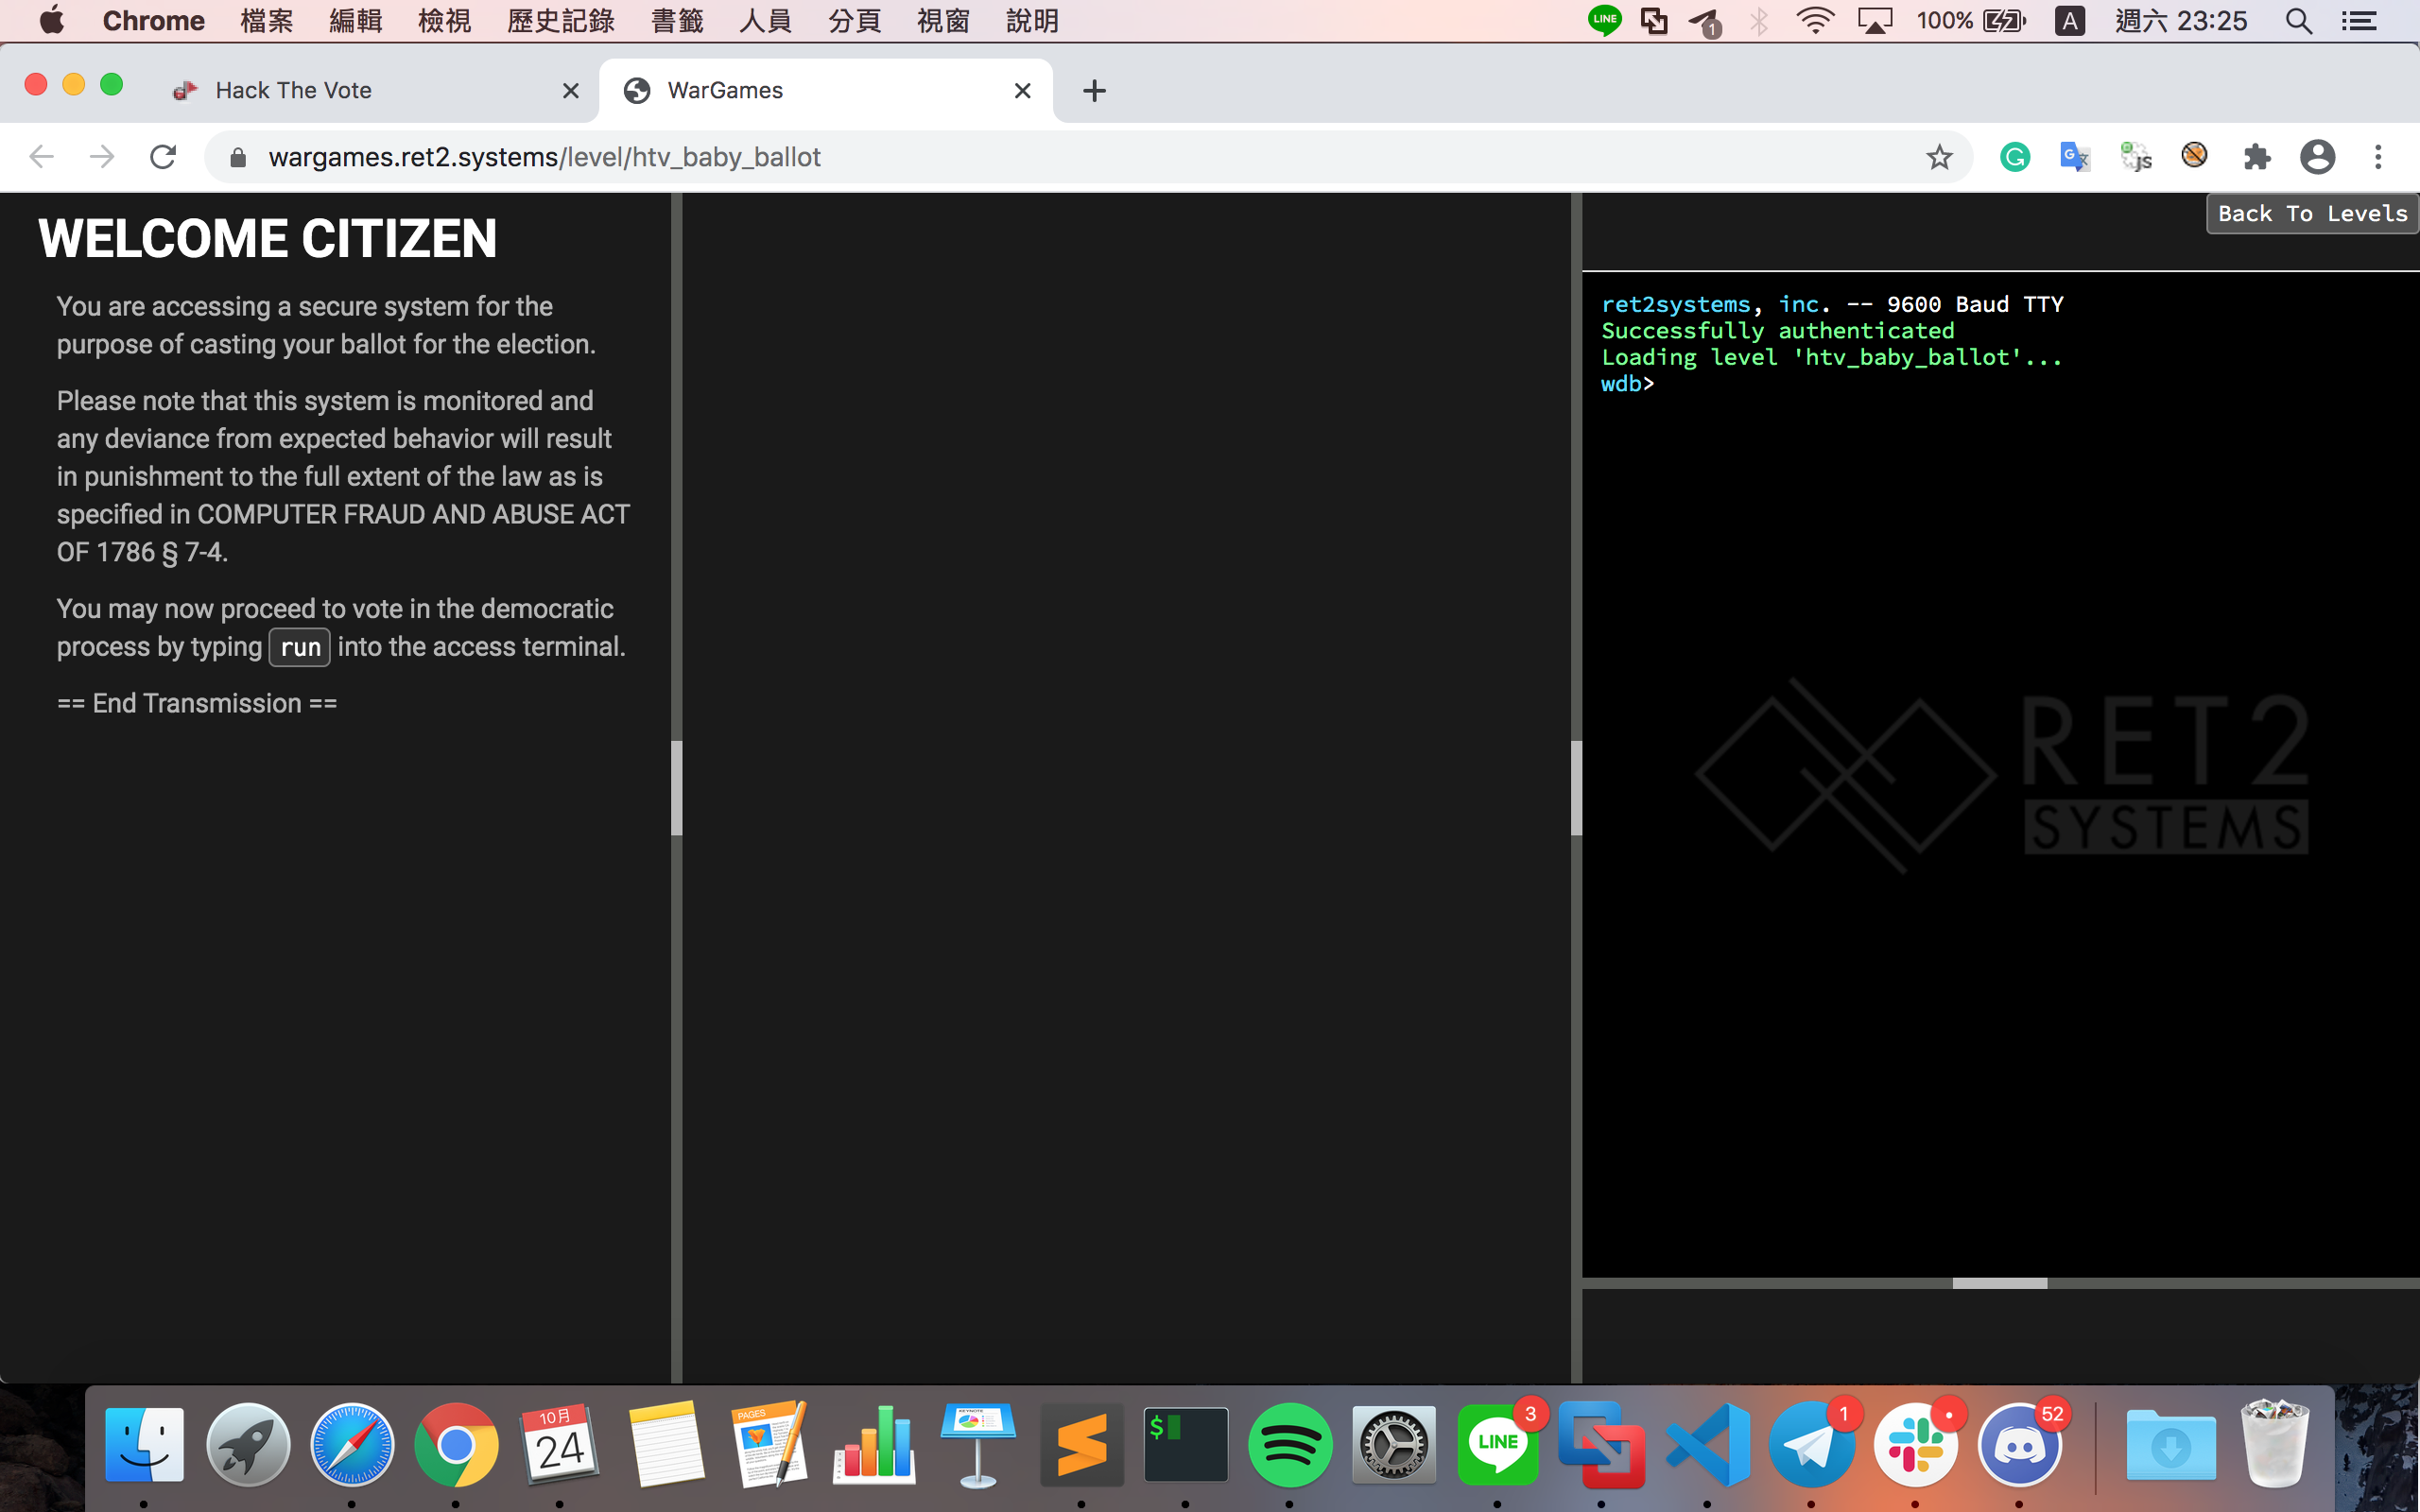 Chrome 檔案 編輯 檢視 歷史記錄 書籤 人員 分頁 視窗 說明 LINE 1 100% A 週六 23:25
Hack The Vote
WarGames
wargames.ret2.systems/level/htv_baby_ballot
Back To Levels
WELCOME CITIZEN
You are accessing a secure system for the
purpose of casting your ballot for the election.
Please note that this system is monitored and
any deviance from expected behavior will result
in punishment to the full extent of the law as is
specified in COMPUTER FRAUD AND ABUSE ACT
OF 1786 § 7-4.
You may now proceed to vote in the democratic
process by typing run into the access terminal.
== End Transmission ==
ret2systems, inc. -- 9600 Baud TTY
Successfully authenticated
Loading level 'htv_baby_ballot'...
wdb>
RET2
SYSTEMS
10月
24
PAGES
$
LINE
3
1
52